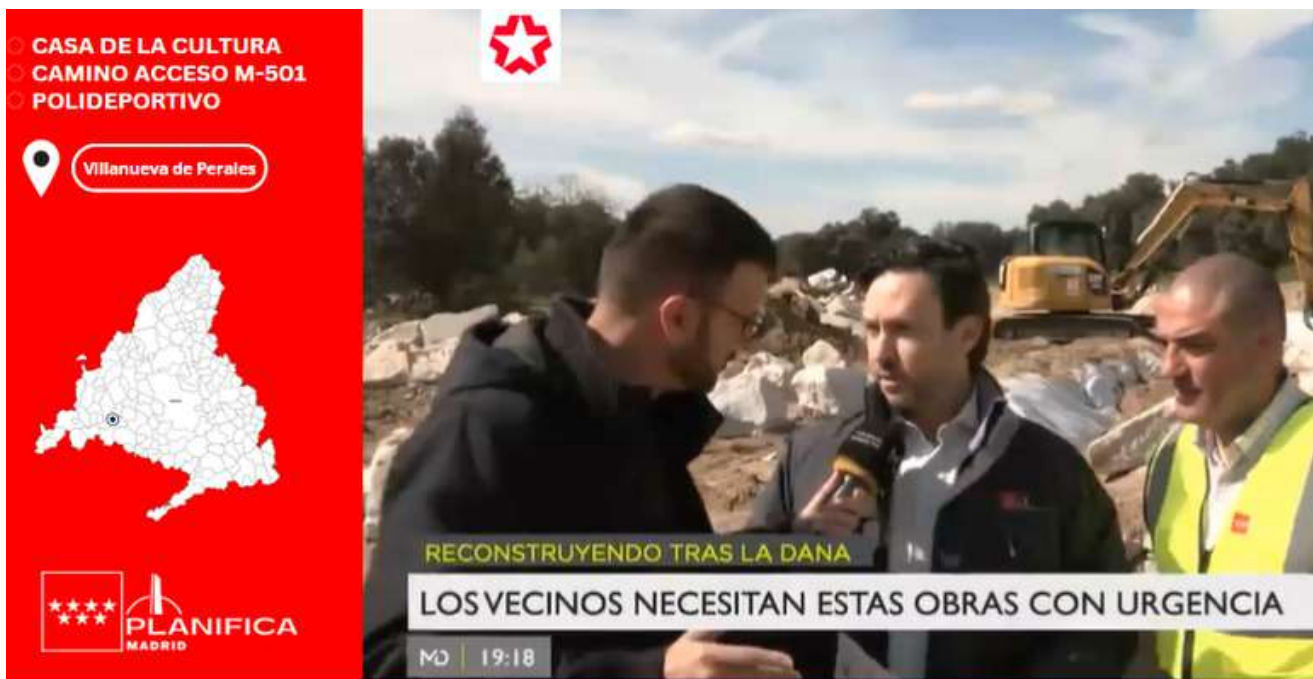 CASA DE LA CULTURA
CAMINO ACCESO M-501
POLIDEPORTIVO
Villanueva de Perales
PLANIFICA
MADRID
RECONSTRUYENDO TRAS LA DANA
LOS VECINOS NECESITAN ESTAS OBRAS CON URGENCIA
MD 19:18